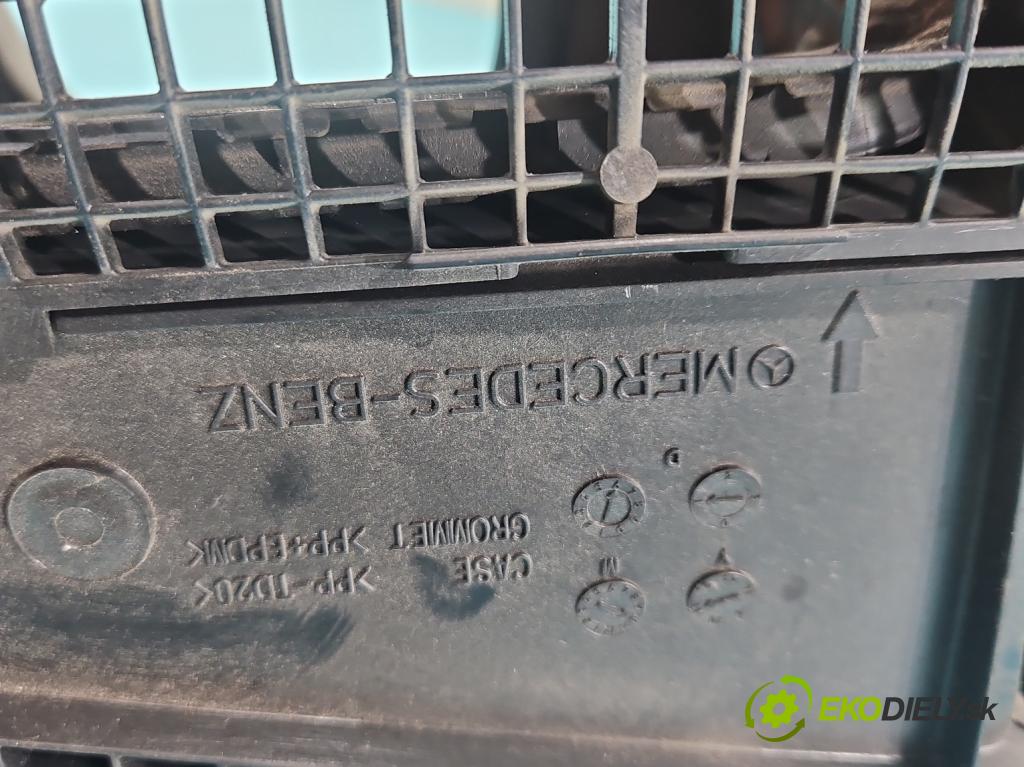 MERCEDES-BENZ
CASE >PP-TD20<
GROMMET >PP+EPDM<
M
EKODIELY.sk